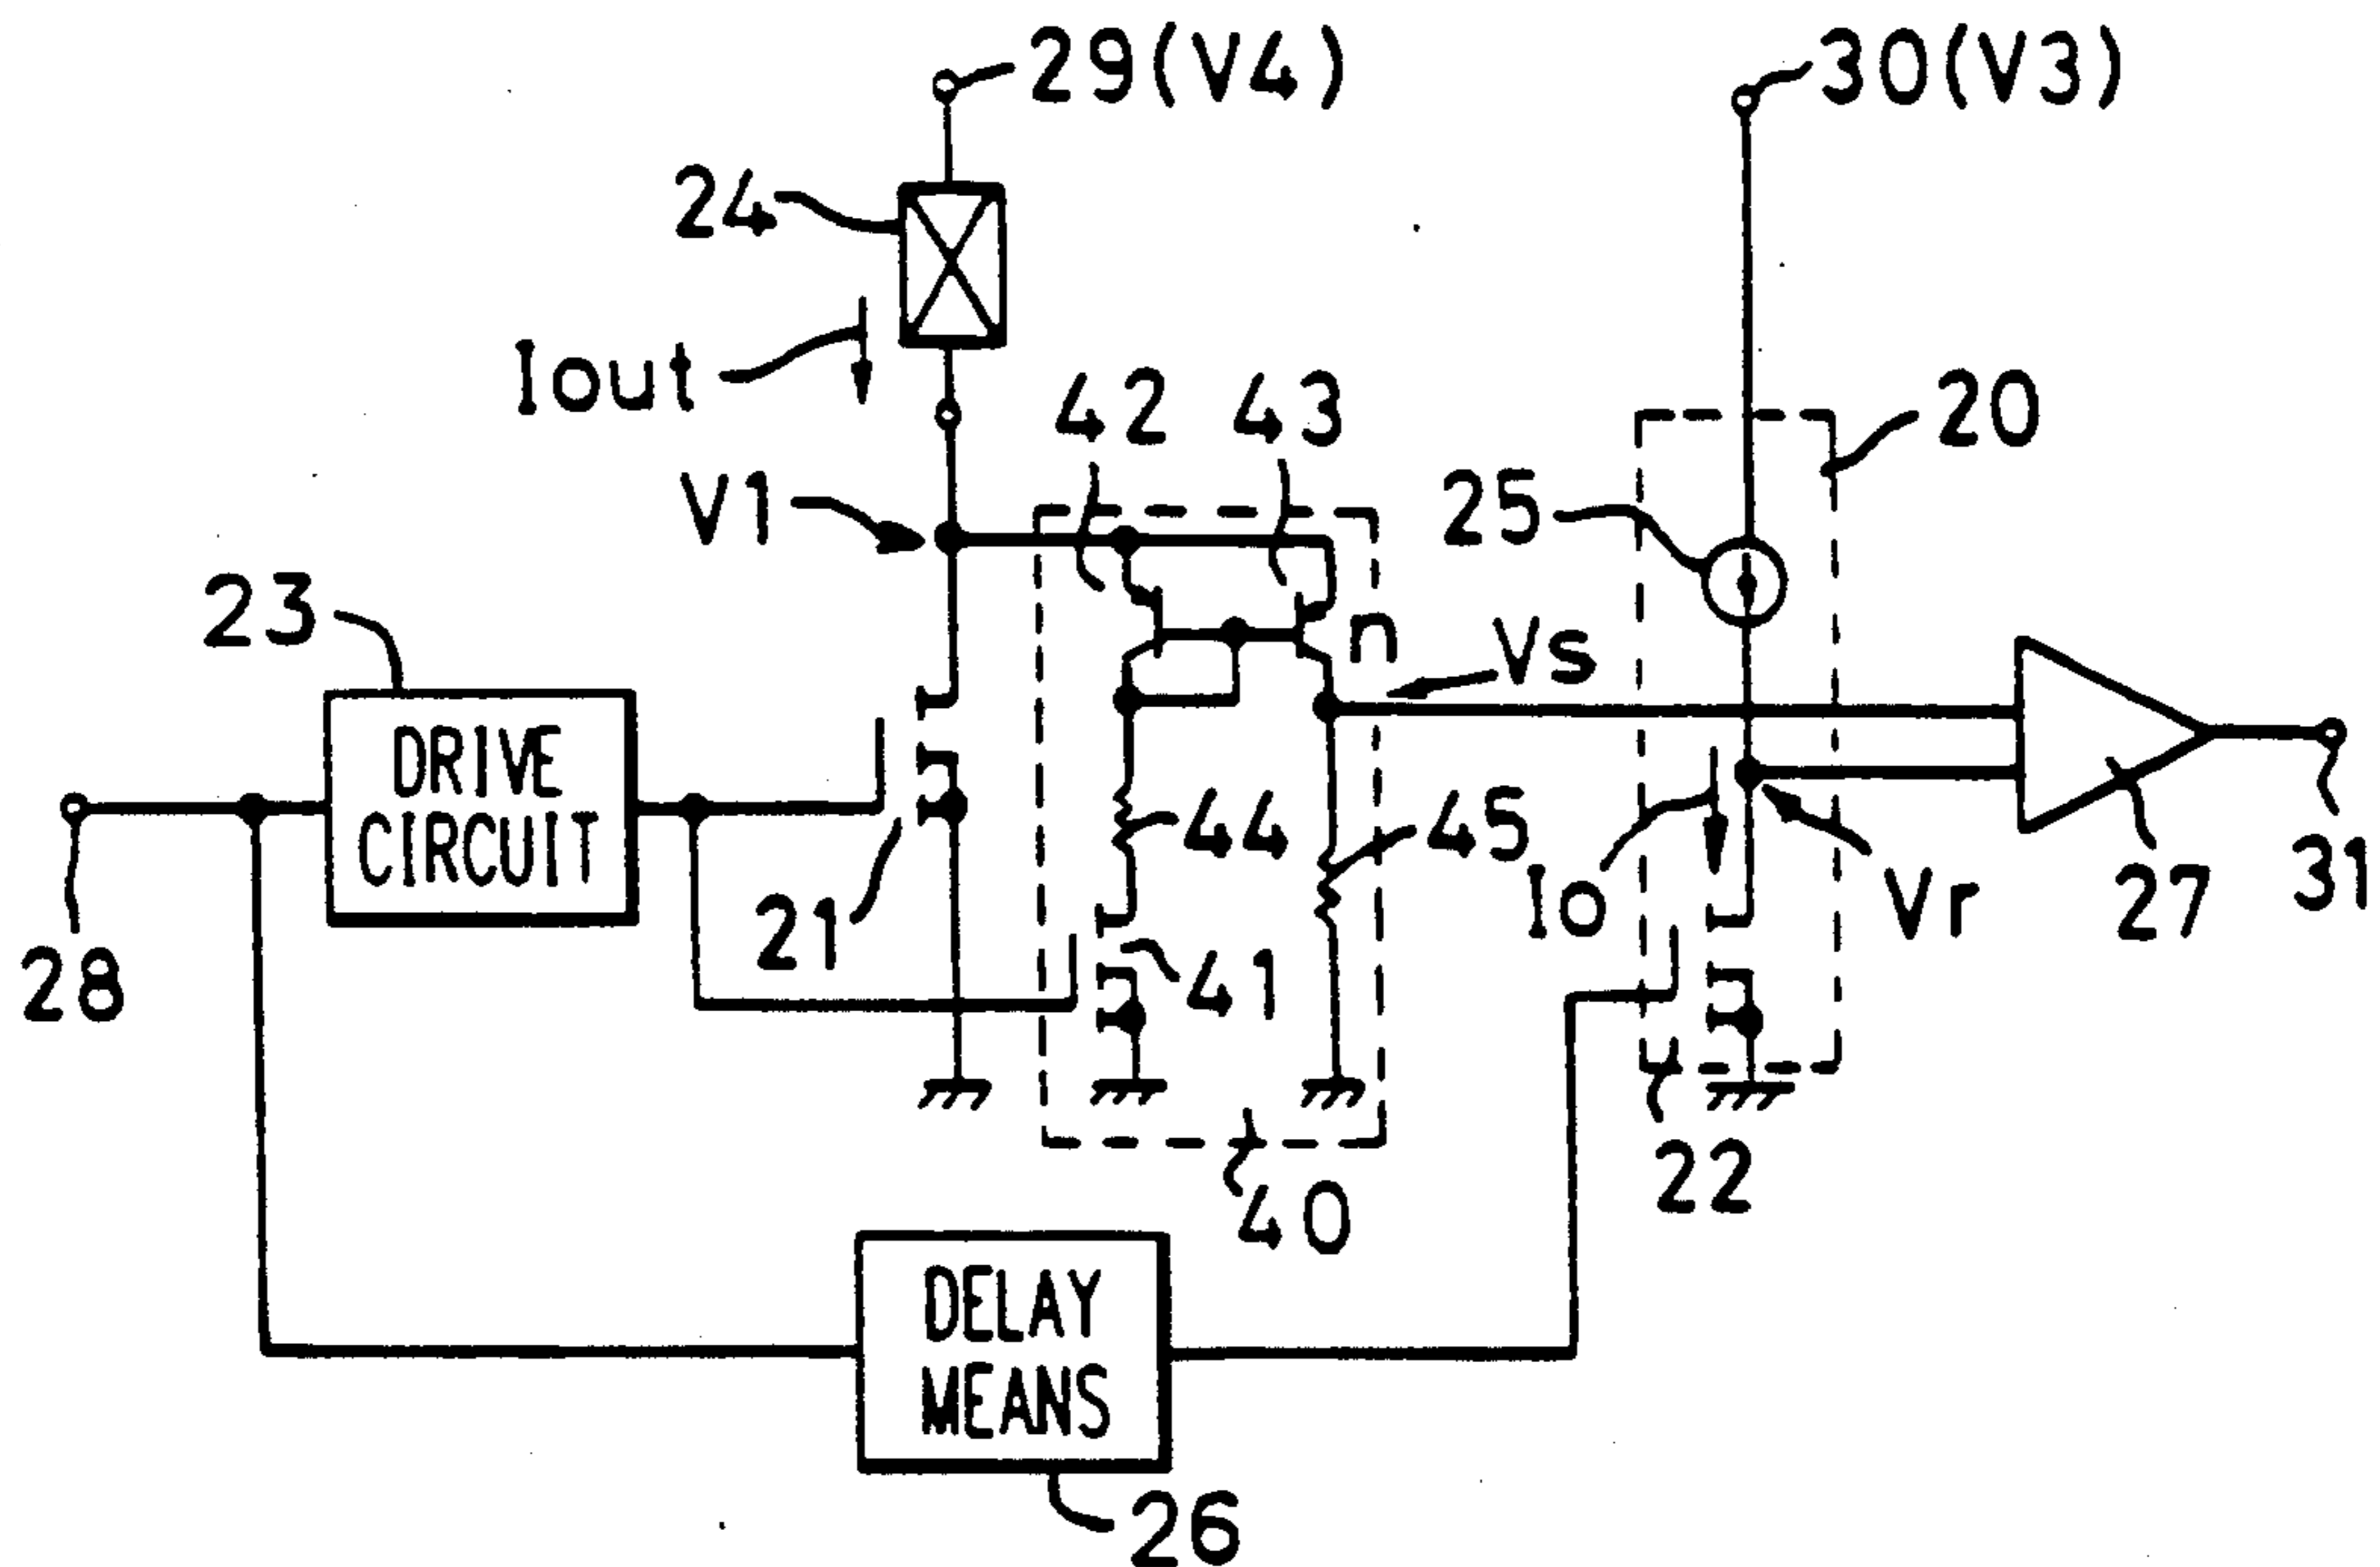 29(V4)
30(V3)
24
Iout
42
43
20
V1
25
23
n
Vs
DRIVE
CIRCUIT
44
45
21
Io
Vr
27
31
28
41
22
40
DELAY
MEANS
26